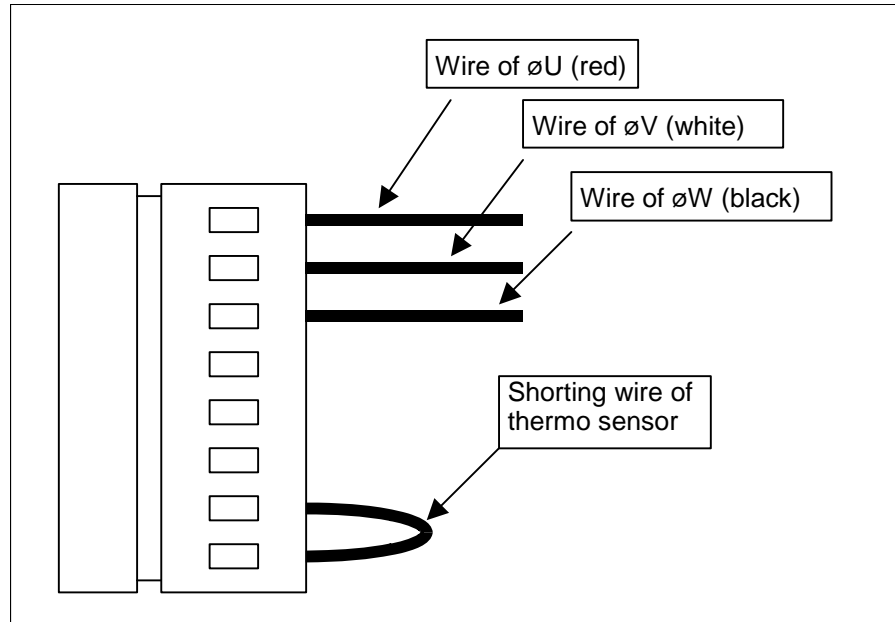 Wire of øU (red)
Wire of øV (white)
Wire of øW (black)
Shorting wire of
thermo sensor